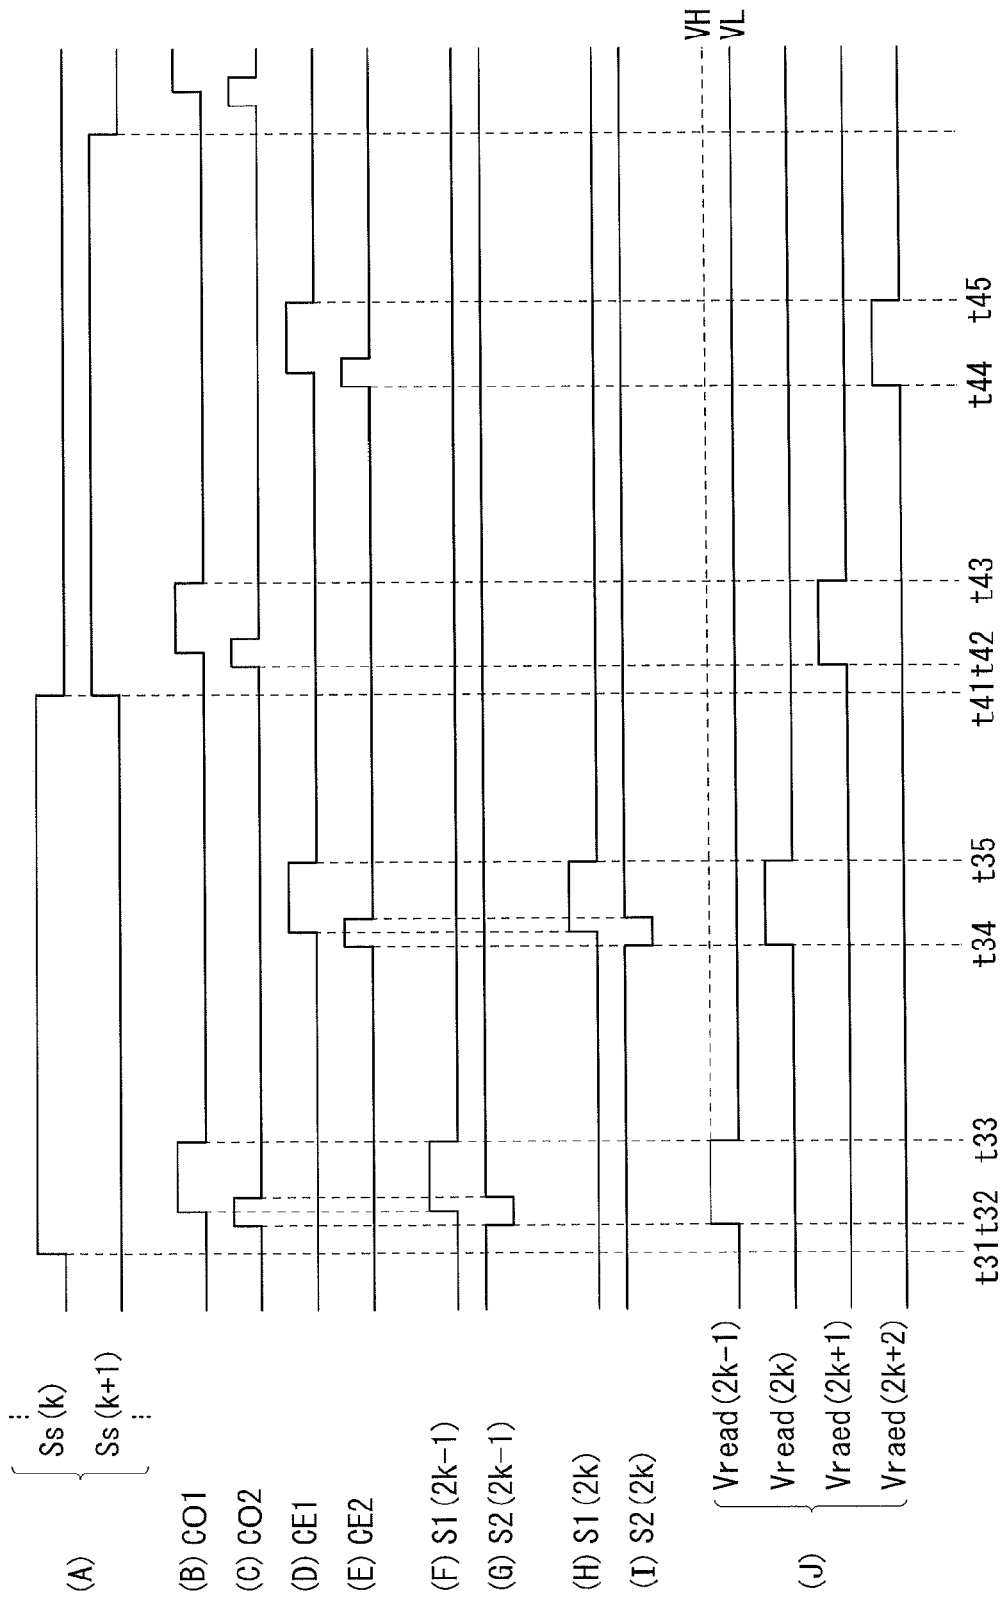 (A)
⋮
Ss(k)
Ss(k+1)
⋮
(B) CO1
(C) CO2
(D) CE1
(E) CE2
(F) S1(2k-1)
(G) S2(2k-1)
(H) S1(2k)
(I) S2(2k)
VH
VL
(J)
Vread(2k-1)
Vread(2k)
Vraed(2k+1)
Vraed(2k+2)
t31 t32 t33 t34 t35 t41 t42 t43 t44 t45